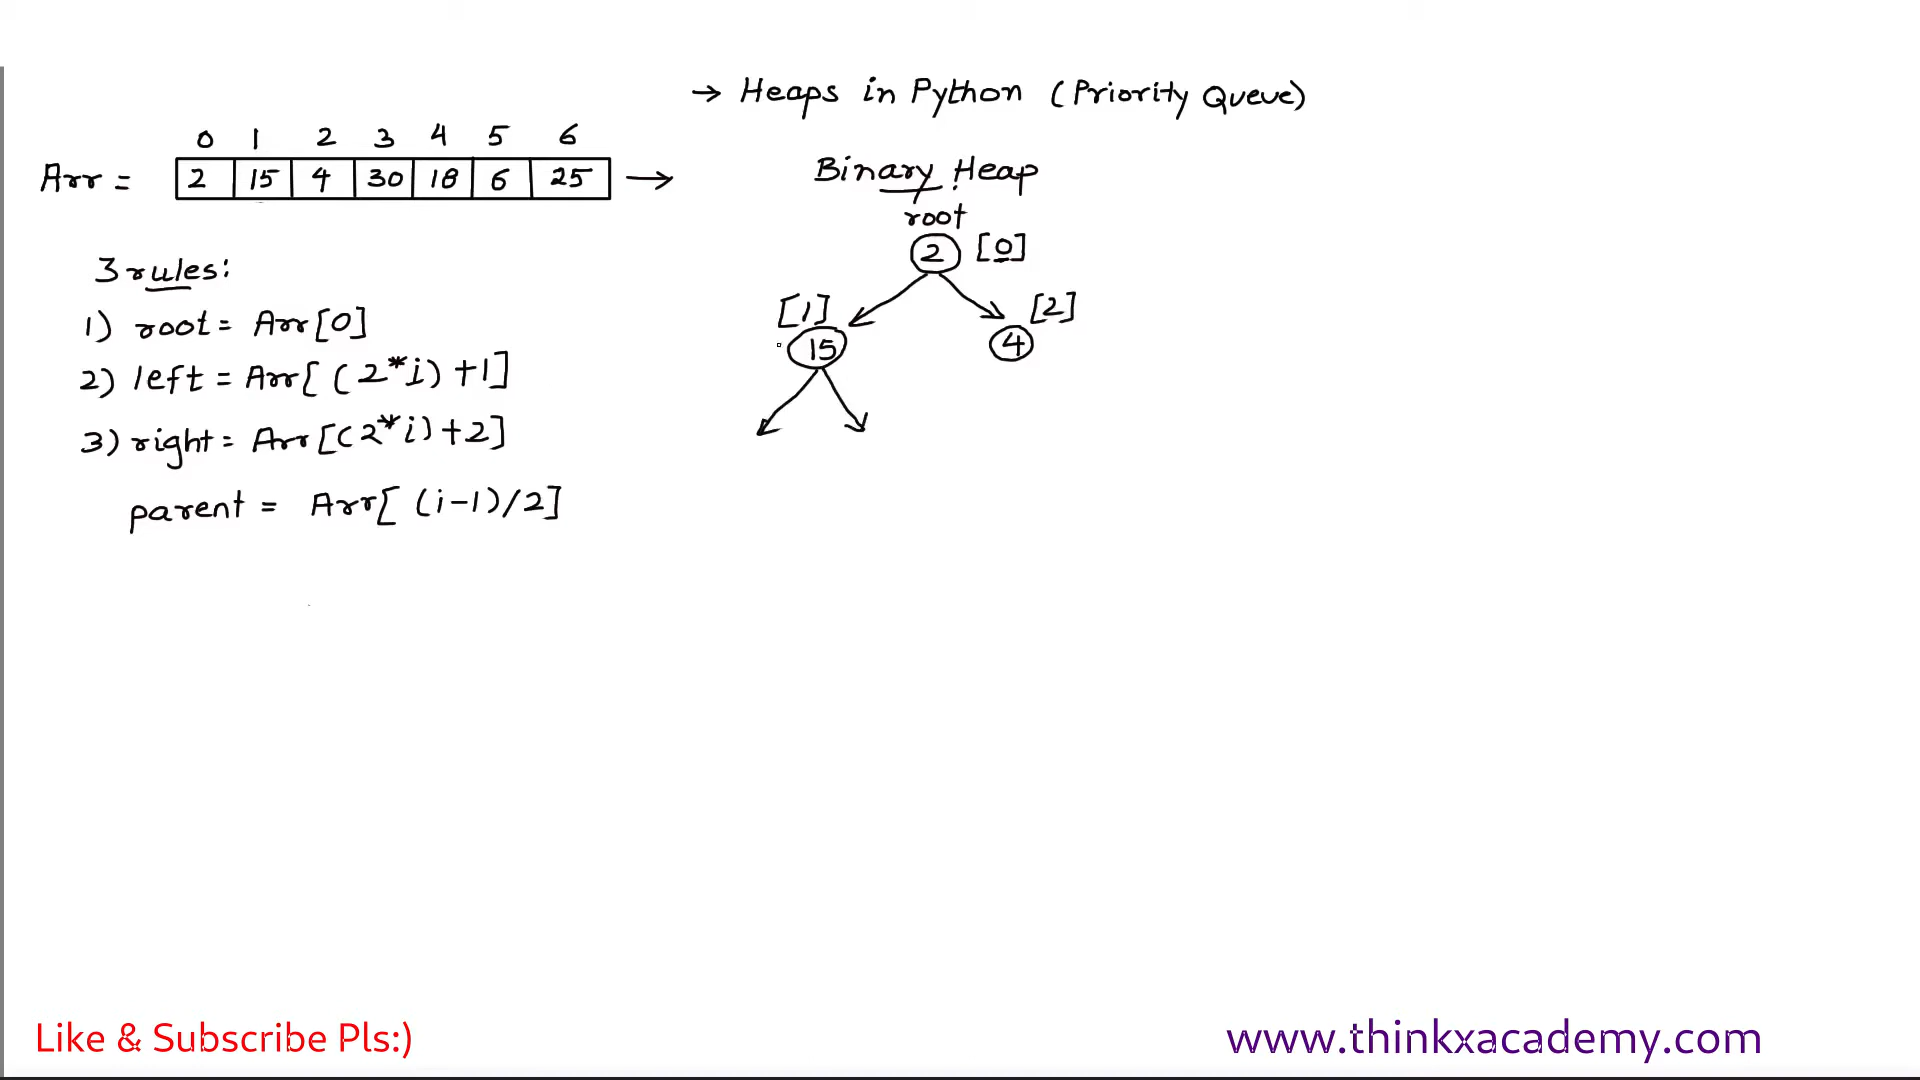 → Heaps in Python (Priority Queue)
0 1 2 3 4 5 6
Arr = 2 15 4 30 18 6 25 →
Binary Heap
root
2 [0]
[1] [2]
15 4
3 rules:
1) root = Arr[0]
2) left = Arr[(2*i)+1]
3) right = Arr[(2*i)+2]
parent = Arr[(i-1)/2]
Like & Subscribe Pls:)
www.thinkxacademy.com